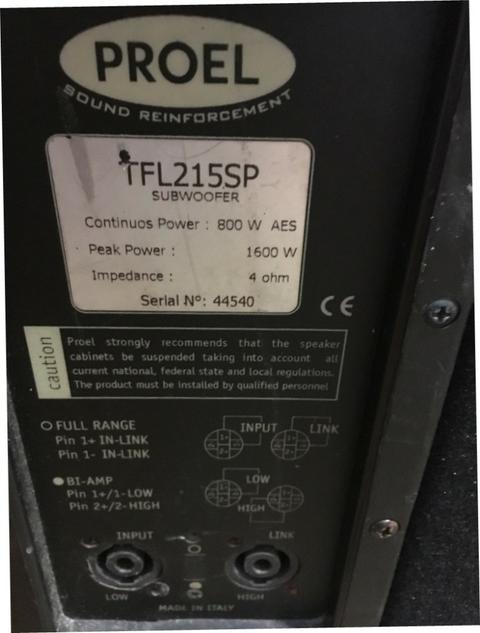 PROEL
SOUND REINFORCEMENT
TFL215SP
SUBWOOFER
Continuos Power : 800 W AES
Peak Power : 1600 W
Impedance : 4 ohm
Serial Nº: 44540
CE
caution
Proel strongly recommends that the speaker
cabinets be suspended taking into account all
current national, federal state and local regulations.
The product must be installed by qualified personnel
FULL RANGE
Pin 1+ IN-LINK
Pin 1- IN-LINK
INPUT LINK
BI-AMP
Pin 1+/1-LOW
Pin 2+/2-HIGH
LOW
HIGH
INPUT LINK
LOW HIGH
MADE IN ITALY